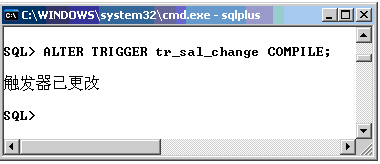 C:\WINDOWS\system32\cmd.exe - sqlplus
SQL> ALTER TRIGGER tr_sal_change COMPILE;
触发器已更改
SQL>